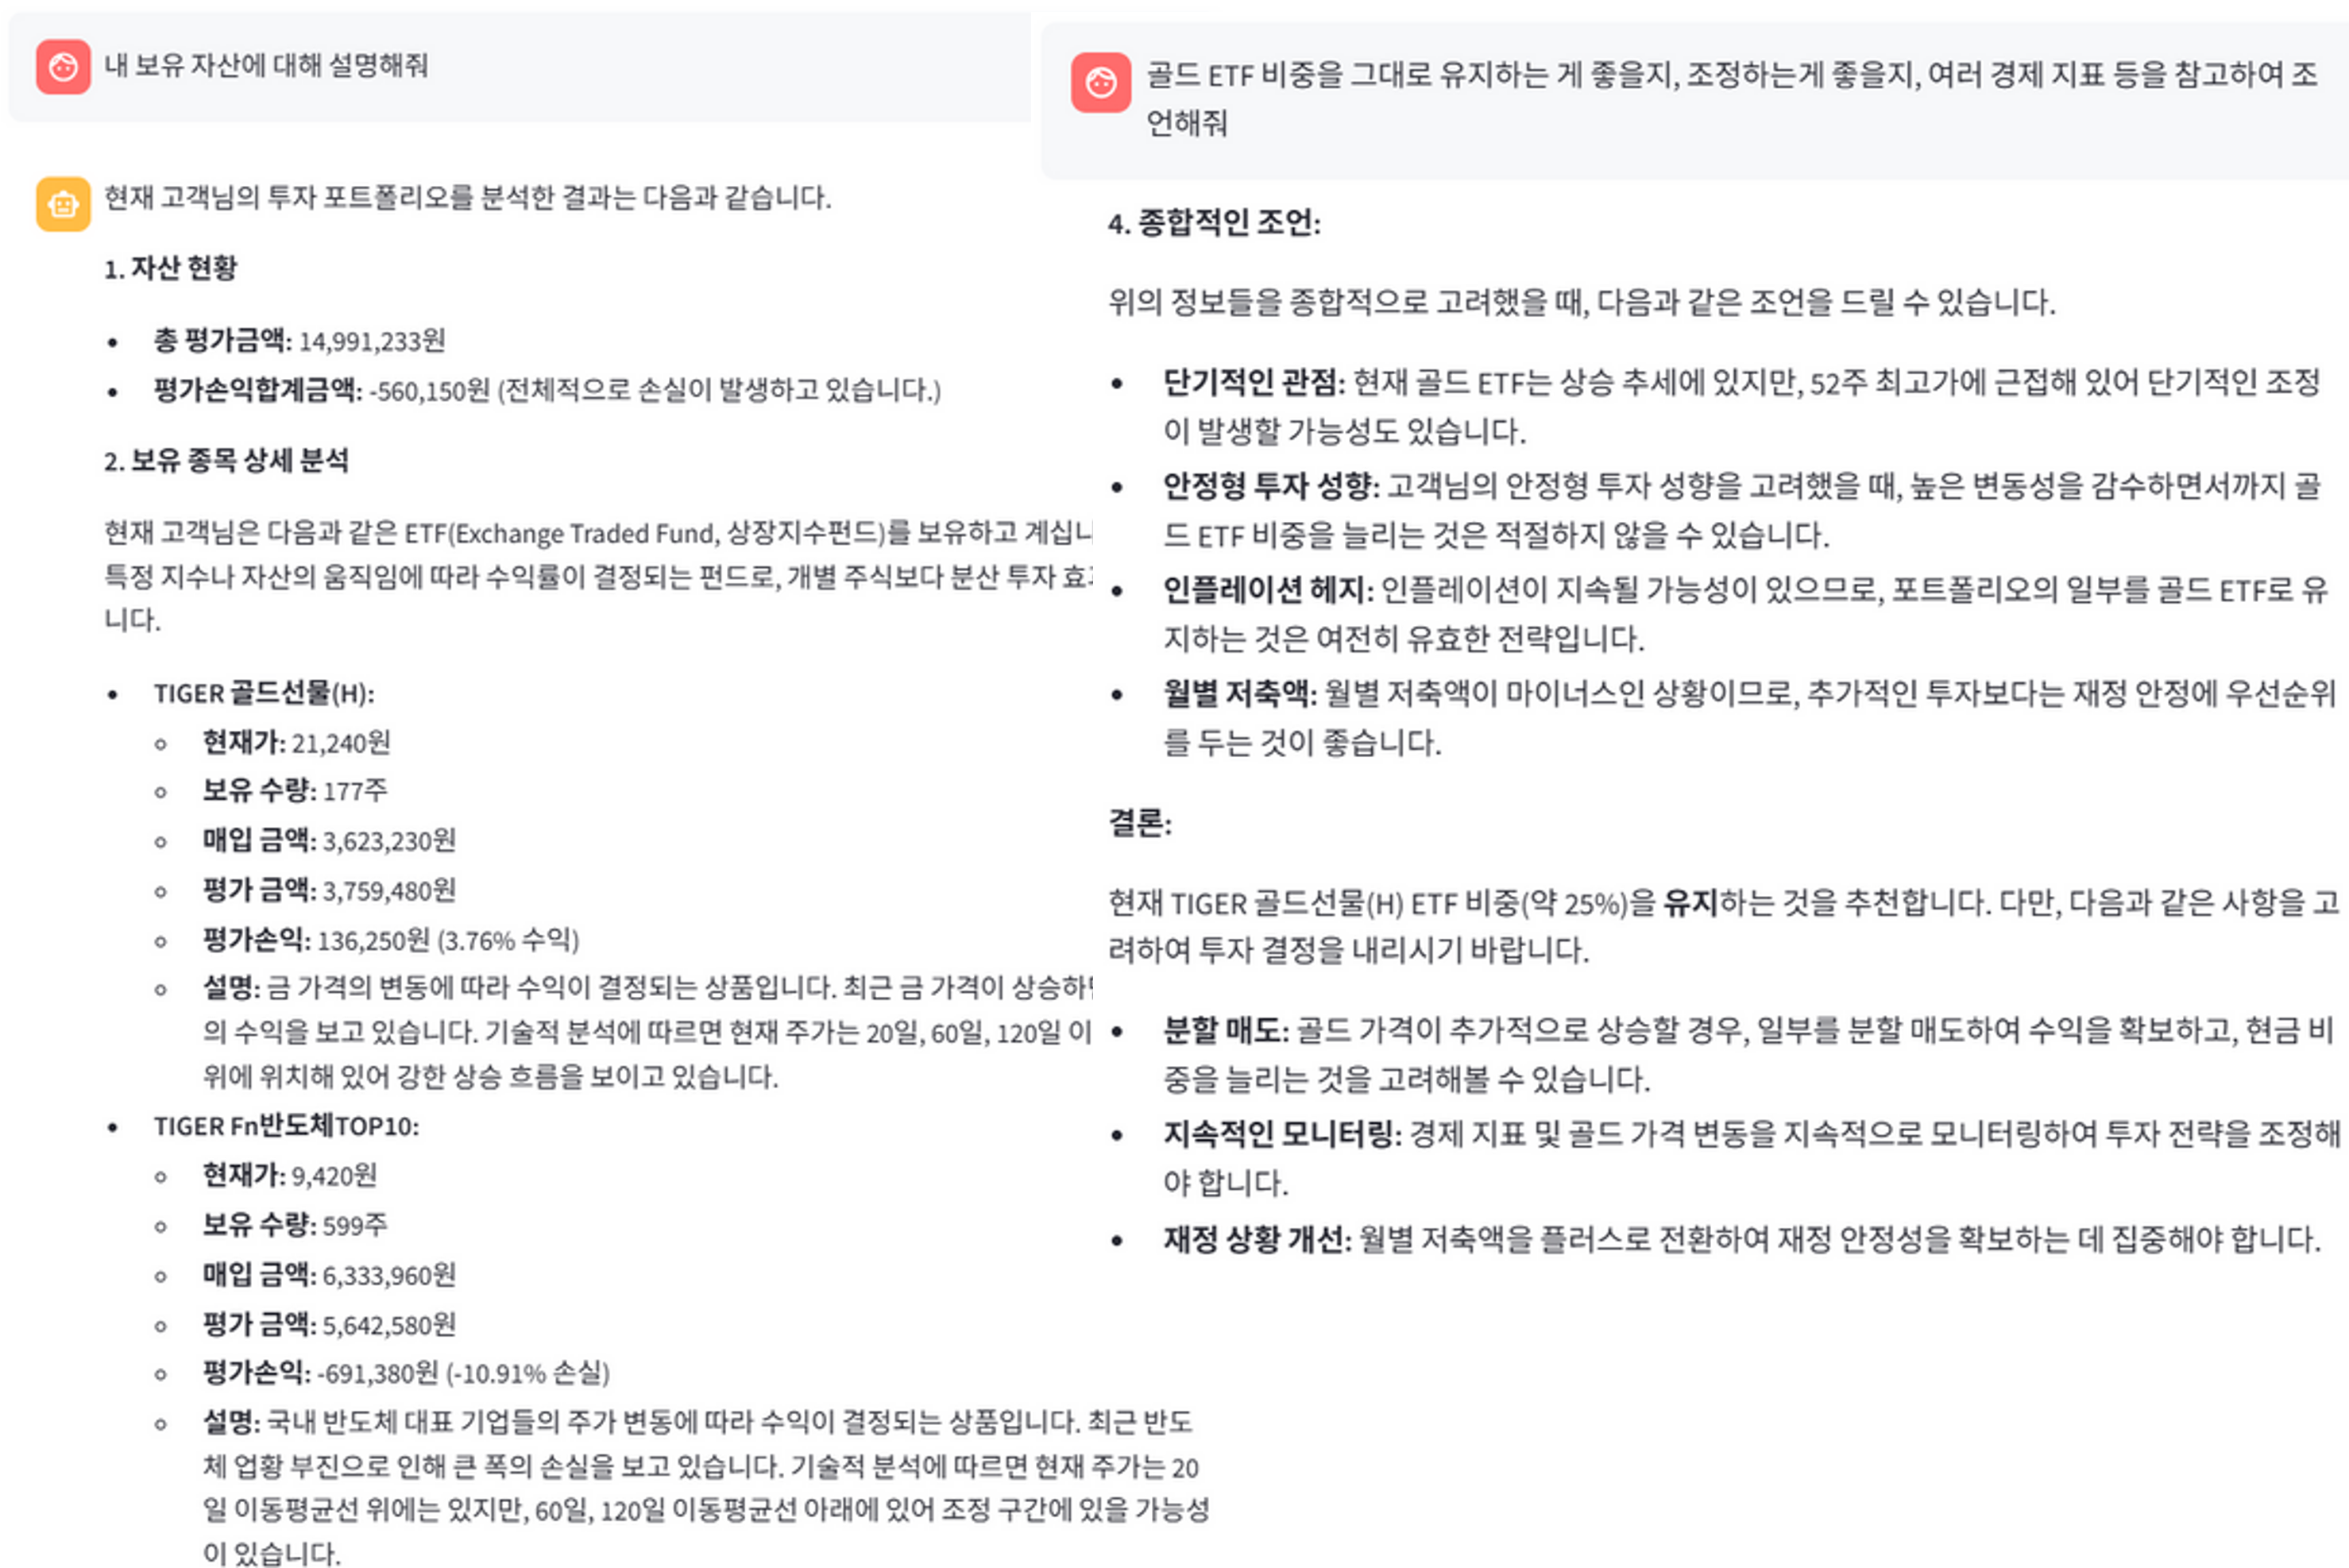 내 보유 자산에 대해 설명해줘
현재 고객님의 투자 포트폴리오를 분석한 결과는 다음과 같습니다.
1. 자산 현황
• 총 평가금액: 14,991,233원
• 평가손익합계금액: -560,150원 (전체적으로 손실이 발생하고 있습니다.)
2. 보유 종목 상세 분석
현재 고객님은 다음과 같은 ETF(Exchange Traded Fund, 상장지수펀드)를 보유하고
특정 지수나 자산의 움직임에 따라 수익률이 결정되는 펀드로, 개별 주식보다 분산 투자
니다.
• TIGER 골드선물(H):
◦ 현재가: 21,240원
◦ 보유 수량: 177주
◦ 매입 금액: 3,623,230원
◦ 평가 금액: 3,759,480원
◦ 평가손익: 136,250원 (3.76% 수익)
◦ 설명: 금 가격의 변동에 따라 수익이 결정되는 상품입니다. 최근 금 가격이
의 수익을 보고 있습니다. 기술적 분석에 따르면 현재 주가는 20일, 60일, 120일 이
위에 위치해 있어 강한 상승 흐름을 보이고 있습니다.
• TIGER Fn반도체TOP10:
◦ 현재가: 9,420원
◦ 보유 수량: 599주
◦ 매입 금액: 6,333,960원
◦ 평가 금액: 5,642,580원
◦ 평가손익: -691,380원 (-10.91% 손실)
◦ 설명: 국내 반도체 대표 기업들의 주가 변동에 따라 수익이 결정되는 상품입니다. 최근 반도
체 업황 부진으로 인해 큰 폭의 손실을 보고 있습니다. 기술적 분석에 따르면 현재 주가는 20
일 이동평균선 위에는 있지만, 60일, 120일 이동평균선 아래에 있어 조정 구간에 있을 가능성
이 있습니다.
골드 ETF 비중을 그대로 유지하는 게 좋을지, 조정하는게 좋을지, 여러 경제 지표 등을 참고하여 조
언해줘
4. 종합적인 조언:
위의 정보들을 종합적으로 고려했을 때, 다음과 같은 조언을 드릴 수 있습니다.
• 단기적인 관점: 현재 골드 ETF는 상승 추세에 있지만, 52주 최고가에 근접해 있어 단기적인 조정
이 발생할 가능성도 있습니다.
• 안정형 투자 성향: 고객님의 안정형 투자 성향을 고려했을 때, 높은 변동성을 감수하면서까지 골
드 ETF 비중을 늘리는 것은 적절하지 않을 수 있습니다.
• 인플레이션 헤지: 인플레이션이 지속될 가능성이 있으므로, 포트폴리오의 일부를 골드 ETF로 유
지하는 것은 여전히 유효한 전략입니다.
• 월별 저축액: 월별 저축액이 마이너스인 상황이므로, 추가적인 투자보다는 재정 안정에 우선순위
를 두는 것이 좋습니다.
결론:
현재 TIGER 골드선물(H) ETF 비중(약 25%)을 유지하는 것을 추천합니다. 다만, 다음과 같은 사항을 고
려하여 투자 결정을 내리시기 바랍니다.
• 분할 매도: 골드 가격이 추가적으로 상승할 경우, 일부를 분할 매도하여 수익을 확보하고, 현금 비
중을 늘리는 것을 고려해볼 수 있습니다.
• 지속적인 모니터링: 경제 지표 및 골드 가격 변동을 지속적으로 모니터링하여 투자 전략을 조정해
야 합니다.
• 재정 상황 개선: 월별 저축액을 플러스로 전환하여 재정 안정성을 확보하는 데 집중해야 합니다.